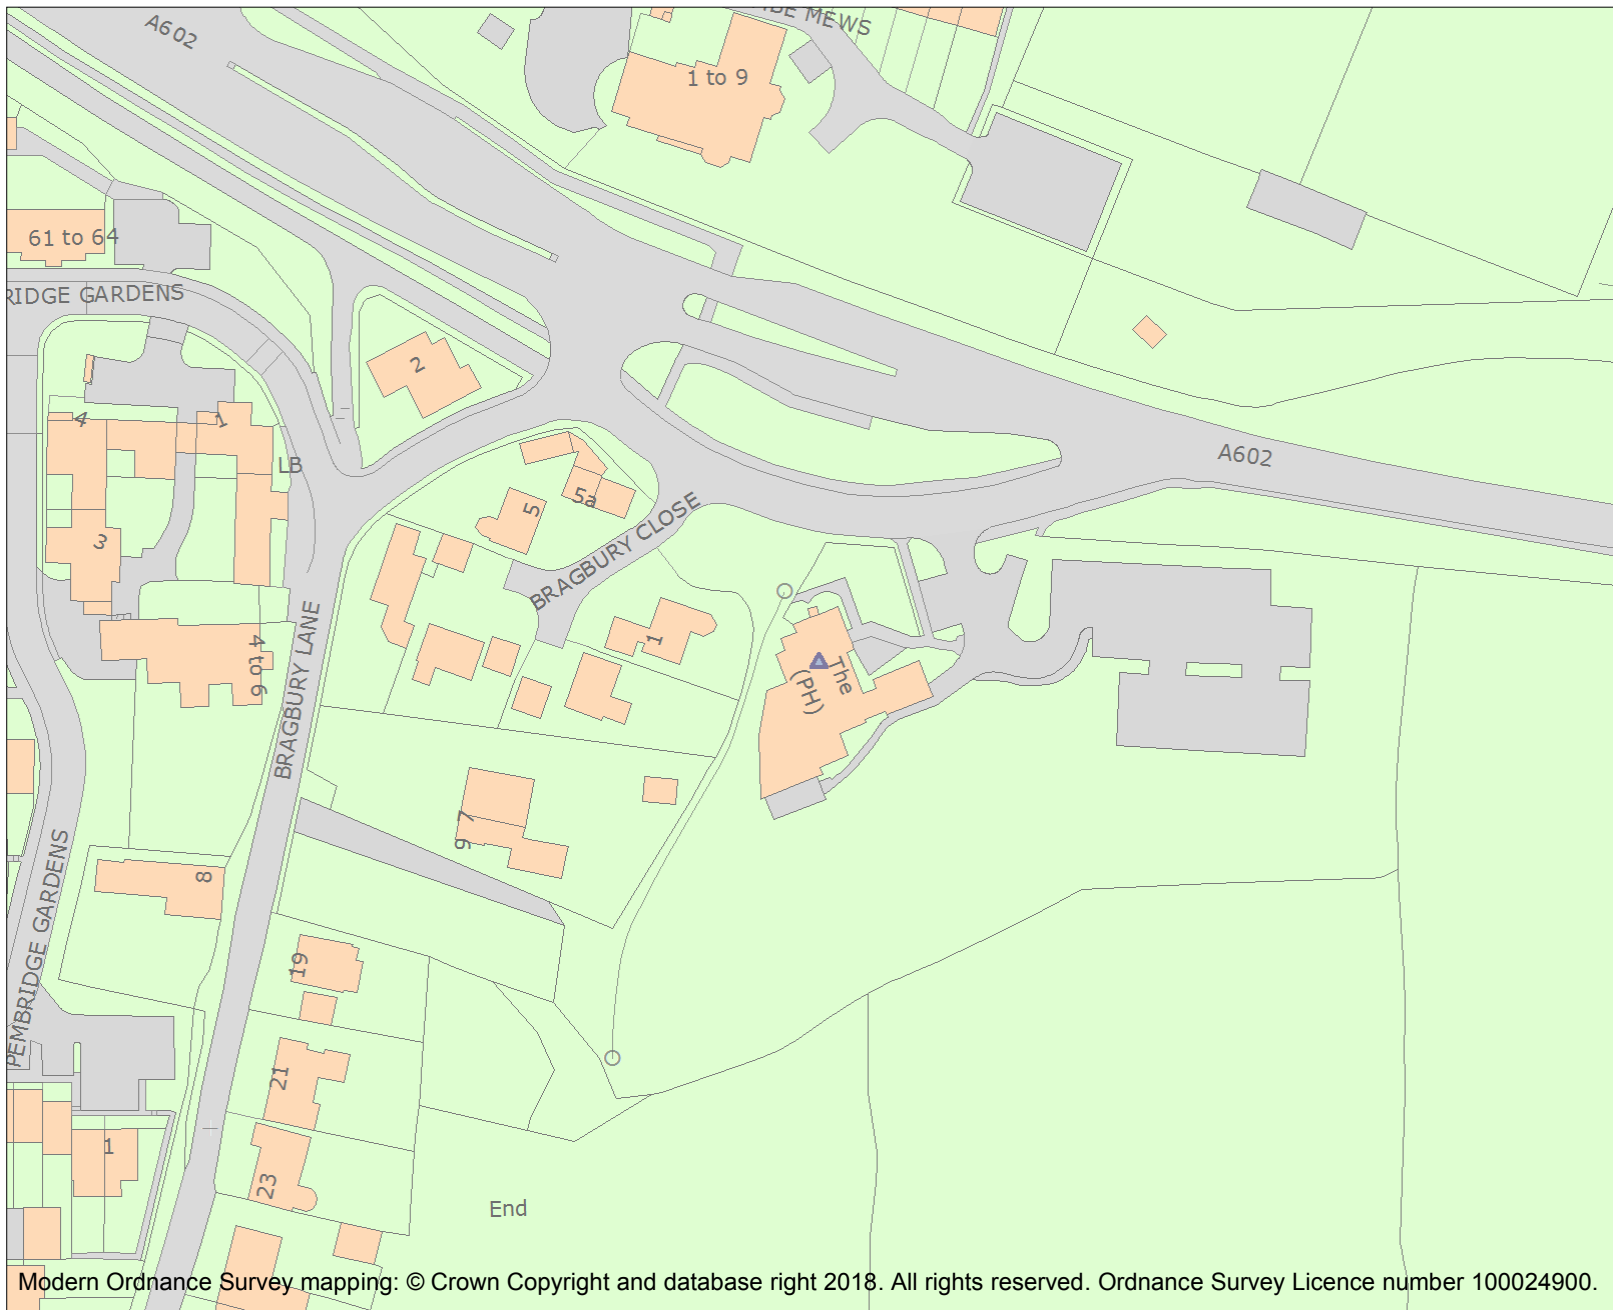 A602
BE MEWS
1 to 9
61 to 64
RIDGE GARDENS
2
4
1
LB
A602
5a
5
3
BRAGBURY CLOSE
1
4 to 6
The
(PH)
BRAGBURY LANE
7
9
8
PEMBRIDGE GARDENS
19
21
1
23
End
Modern Ordnance Survey mapping: © Crown Copyright and database right 2018. All rights reserved. Ordnance Survey Licence number 100024900.